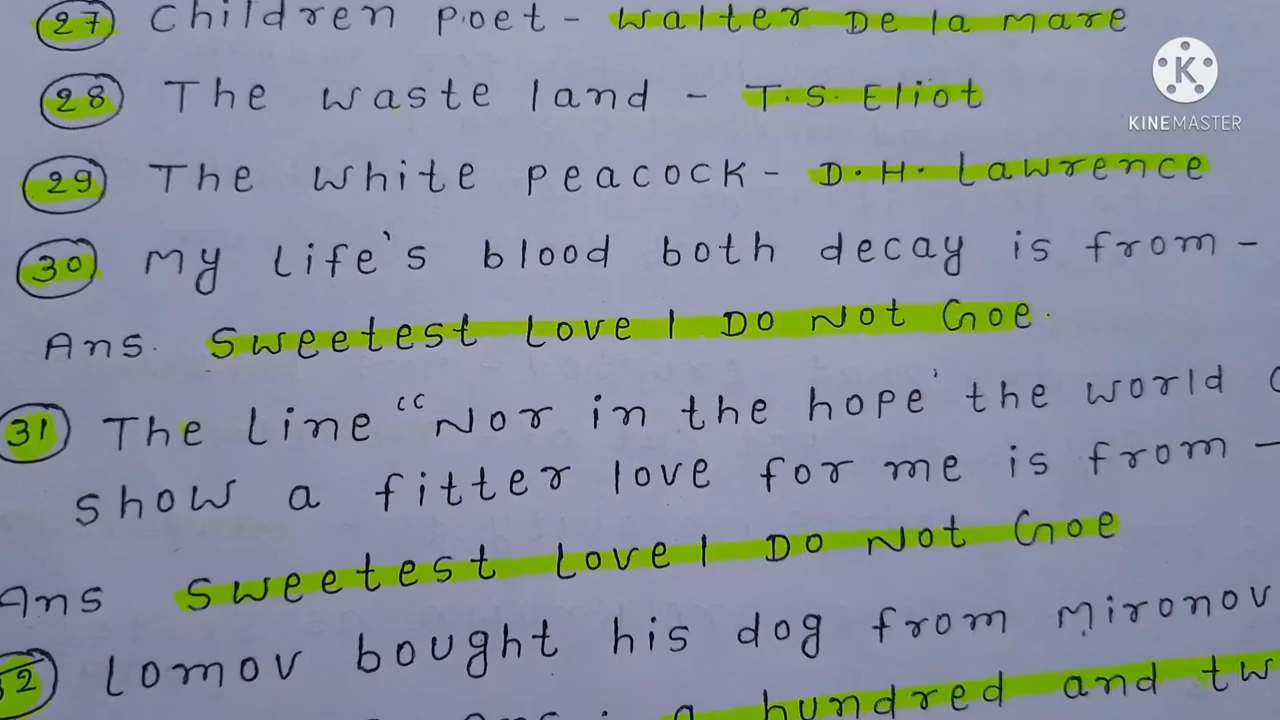 27 Children Poet - Walter De la mare
28 The waste land - T.S. Eliot
29 The white peacock - D.H. Lawrence
30 My life's blood both decay is from -
Ans. Sweetest Love I Do Not Goe.
31 The line "Nor in the hope the world
show a fitter love for me is from -
Ans Sweetest Love I Do Not Goe
Lomov bought his dog from Mironov
a hundred and
KINEMASTER